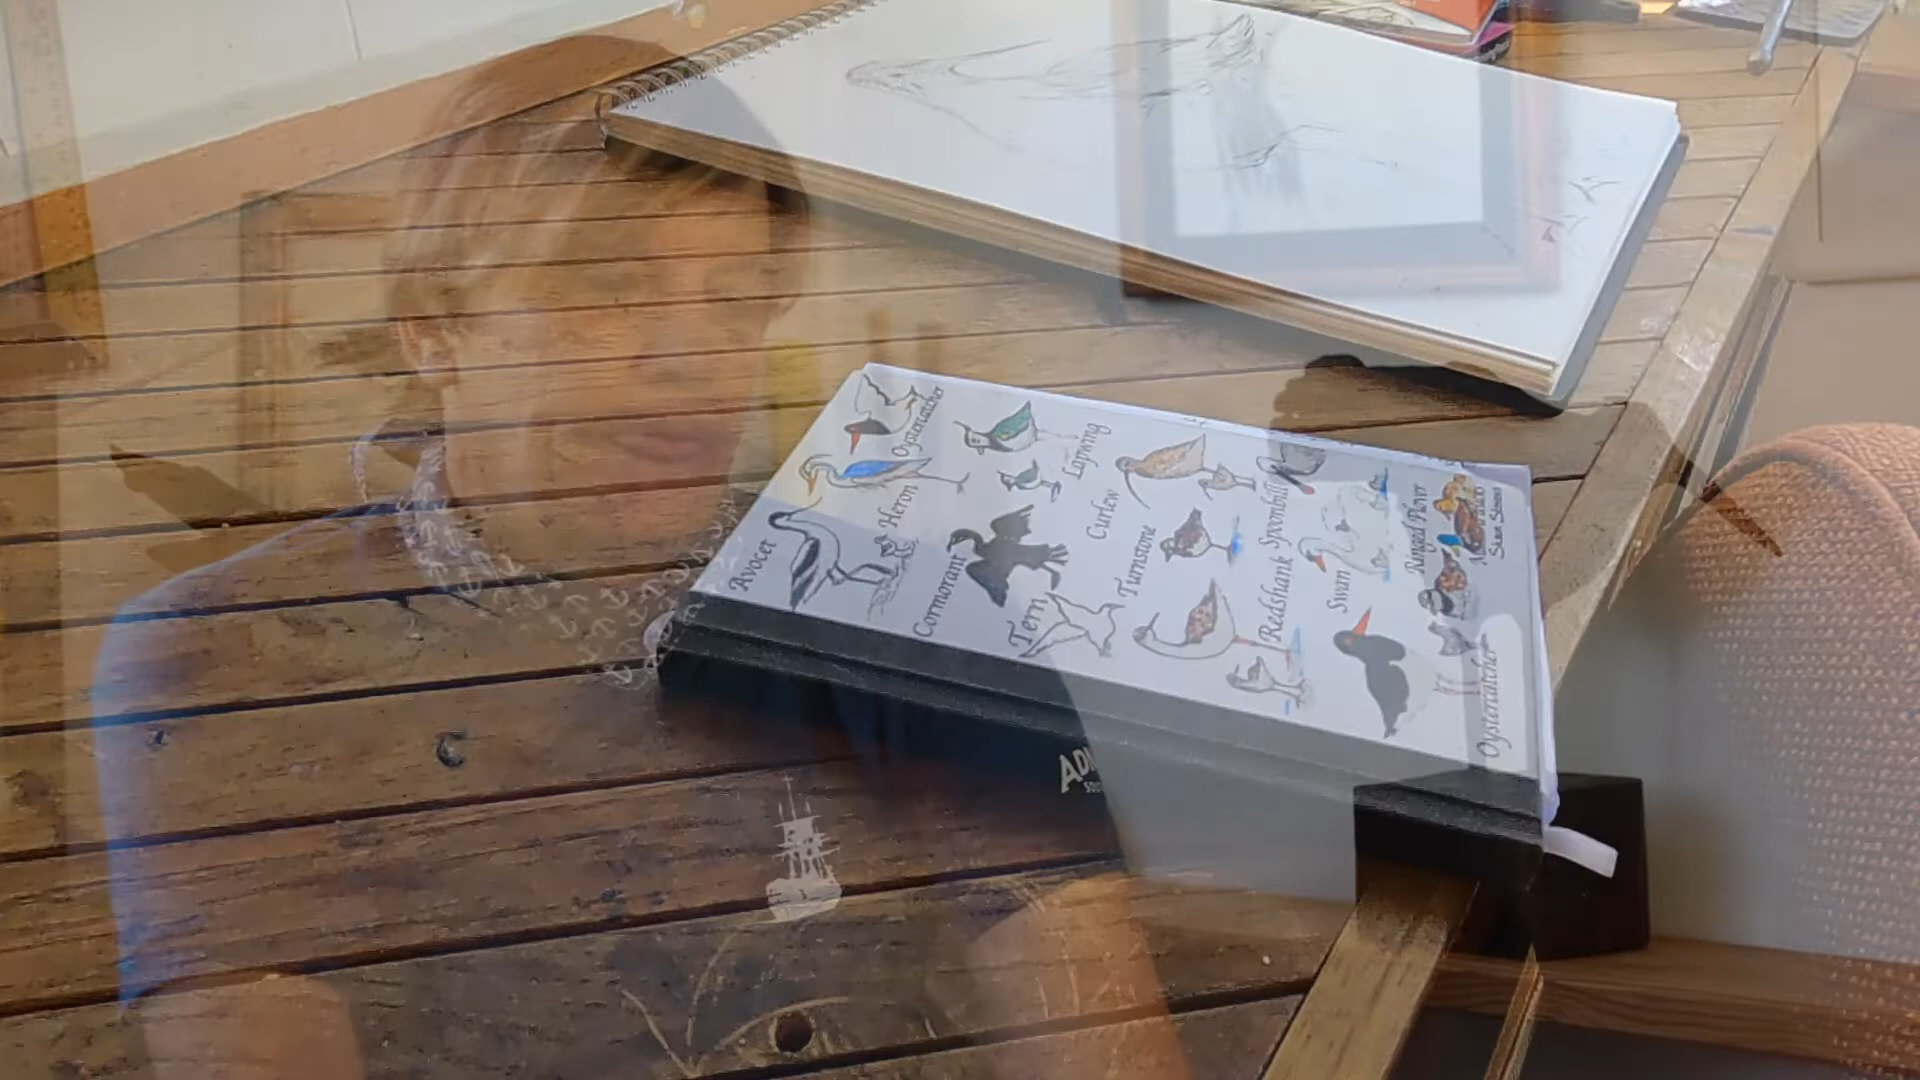 Oystercatcher
Heron
Avocet
Lapwing
Curlew
Cormorant
Tern
Turnstone
Spoonbill
Redshank
Swan
Ringed Plover
Oystercatcher